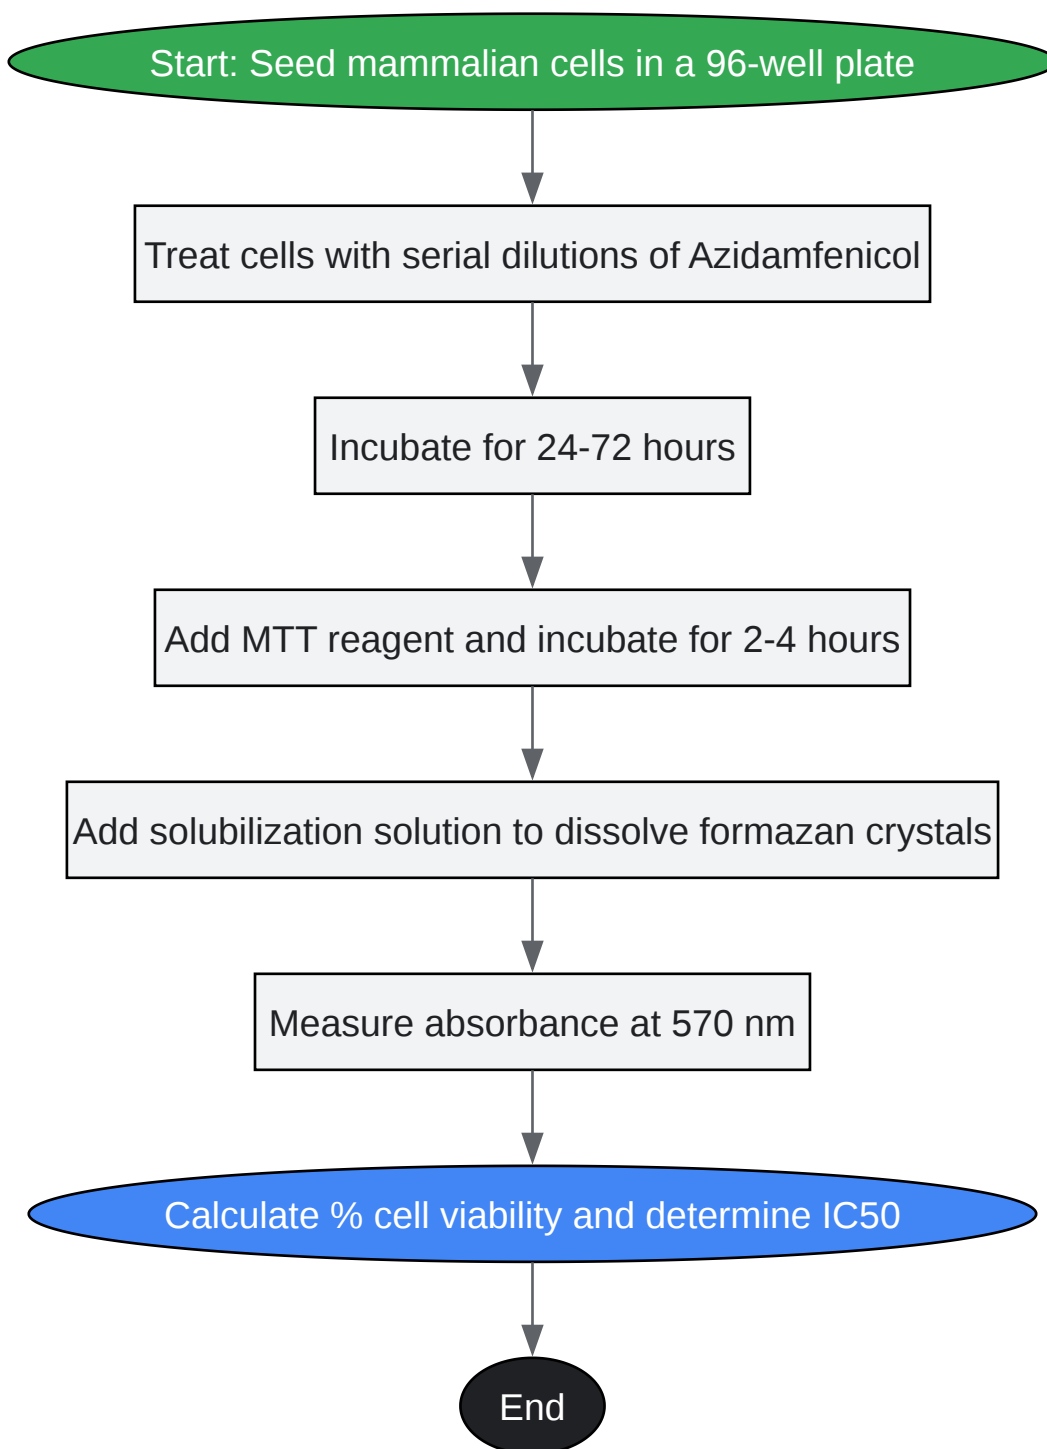 Start: Seed mammalian cells in a 96-well plate
Treat cells with serial dilutions of Azidamfenicol
Incubate for 24-72 hours
Add MTT reagent and incubate for 2-4 hours
Add solubilization solution to dissolve formazan crystals
Measure absorbance at 570 nm
Calculate % cell viability and determine IC50
End